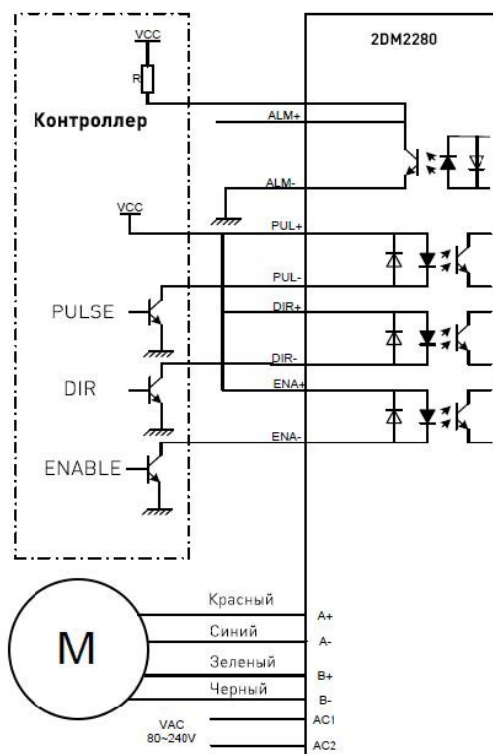 VCC
2DM2280
R
Контроллер
ALM+
ALM-
VCC
PUL+
PUL-
PULSE
DIR+
DIR
DIR-
ENA+
ENABLE
ENA-
M
Красный
A+
Синий
A-
Зеленый
B+
Черный
B-
VAC
80~240V
AC1
AC2